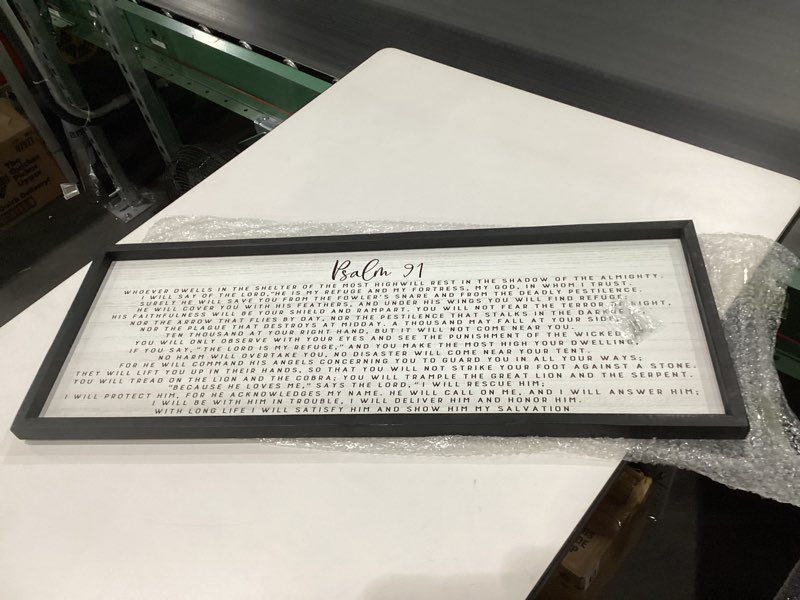 Psalm 91
WHOEVER DWELLS IN THE SHELTER OF THE MOST HIGHWILL REST IN THE SHADOW OF THE ALMIGHTY.
I WILL SAY OF THE LORD,"HE IS MY REFUGE AND MY FORTRESS, MY GOD, IN WHOM I TRUST.
SURELY HE WILL SAVE YOU FROM THE FOWLER'S SNARE AND FROM THE DEADLY PESTILENCE.
HE WILL COVER YOU WITH HIS FEATHERS, AND UNDER HIS WINGS YOU WILL FIND REFUGE;
HIS FAITHFULNESS WILL BE YOUR SHIELD AND RAMPART. YOU WILL NOT FEAR THE TERROR NIGHT,
NOR THE ARROW THAT FLIES BY DAY, NOR THE PESTILENCE THAT STALKS IN THE
NOR THE PLAGUE THAT DESTROYS AT MIDDAY. A THOUSAND MAY FALL AT YOUR SIDE,
TEN THOUSAND AT YOUR RIGHT HAND, BUT IT WILL NOT COME NEAR YOU.
YOU WILL ONLY OBSERVE WITH YOUR EYES AND SEE THE PUNISHMENT OF THE WICKED
IF YOU SAY, "THE LORD IS MY REFUGE," AND YOU MAKE THE MOST HIGH YOUR DWELLING,
NO HARM WILL OVERTAKE YOU, NO DISASTER WILL COME NEAR YOUR TENT.
FOR HE WILL COMMAND HIS ANGELS CONCERNING YOU TO GUARD YOU IN ALL YOUR WAYS;
THEY WILL LIFT YOU UP IN THEIR HANDS, SO THAT YOU WILL NOT STRIKE YOUR FOOT AGAINST A STONE.
YOU WILL TREAD ON THE LION AND THE COBRA; YOU WILL TRAMPLE THE GREAT LION AND THE SERPENT.
"BECAUSE HE LOVES ME," SAYS THE LORD, "I WILL RESCUE HIM;
I WILL PROTECT HIM, FOR HE ACKNOWLEDGES MY NAME. HE WILL CALL ON ME, AND I WILL ANSWER HIM;
I WILL BE WITH HIM IN TROUBLE, I WILL DELIVER HIM AND HONOR HIM.
WITH LONG LIFE I WILL SATISFY HIM AND SHOW HIM MY SALVATION